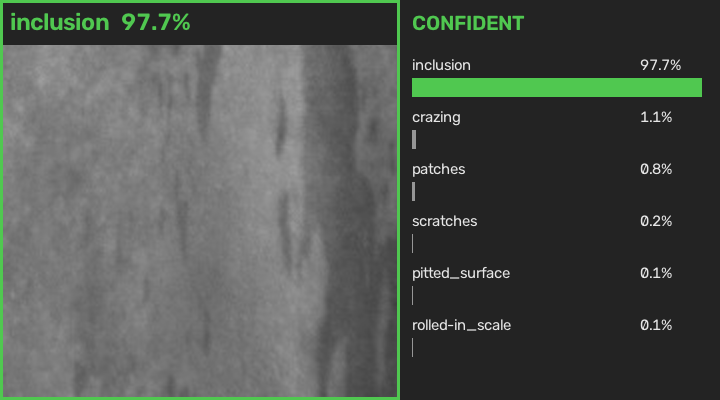 inclusion 97.7%
CONFIDENT
inclusion 97.7%
crazing 1.1%
patches 0.8%
scratches 0.2%
pitted_surface 0.1%
rolled-in_scale 0.1%